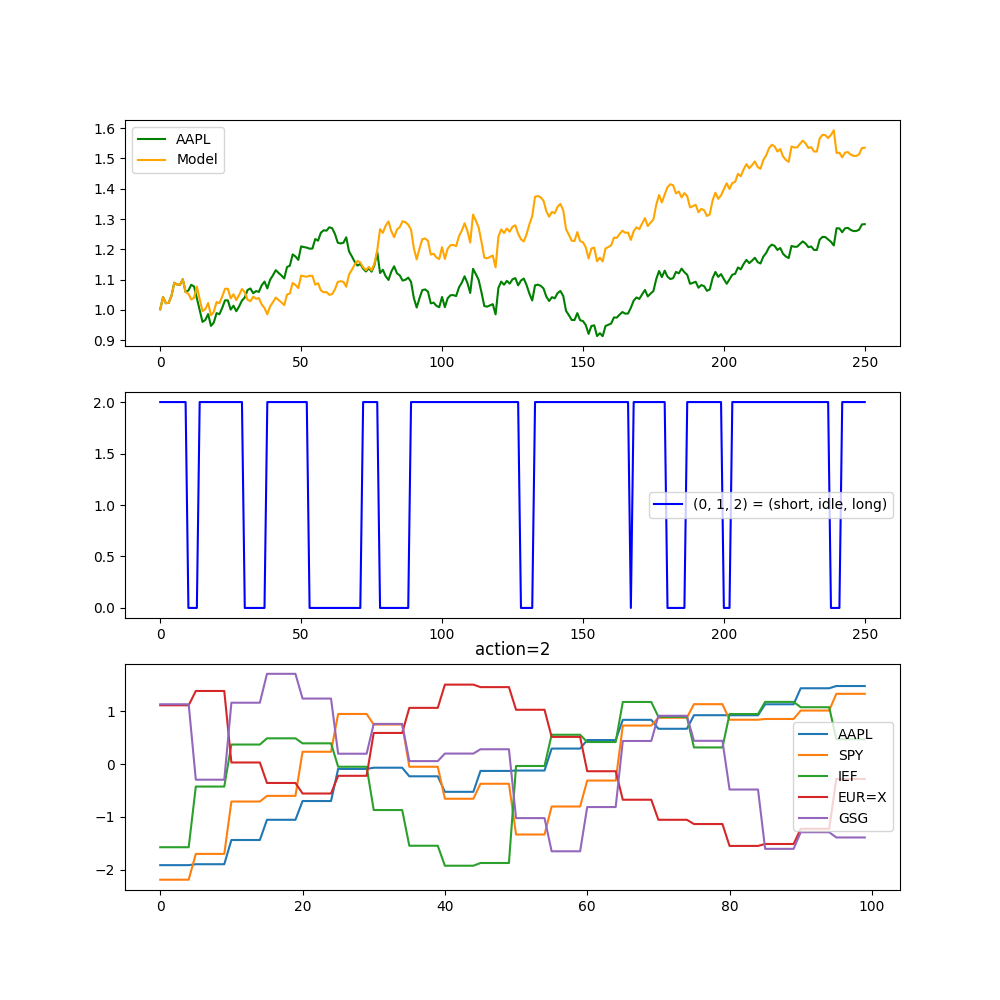 1.6
1.5
1.4
1.3
1.2
1.1
1.0
0.9
AAPL
Model
0 50 100 150 200 250
2.0
1.5
1.0
0.5
0.0
(0, 1, 2) = (short, idle, long)
0 50 100 150 200 250
action=2
1
0
−1
−2
AAPL
SPY
IEF
EUR=X
GSG
0 20 40 60 80 100